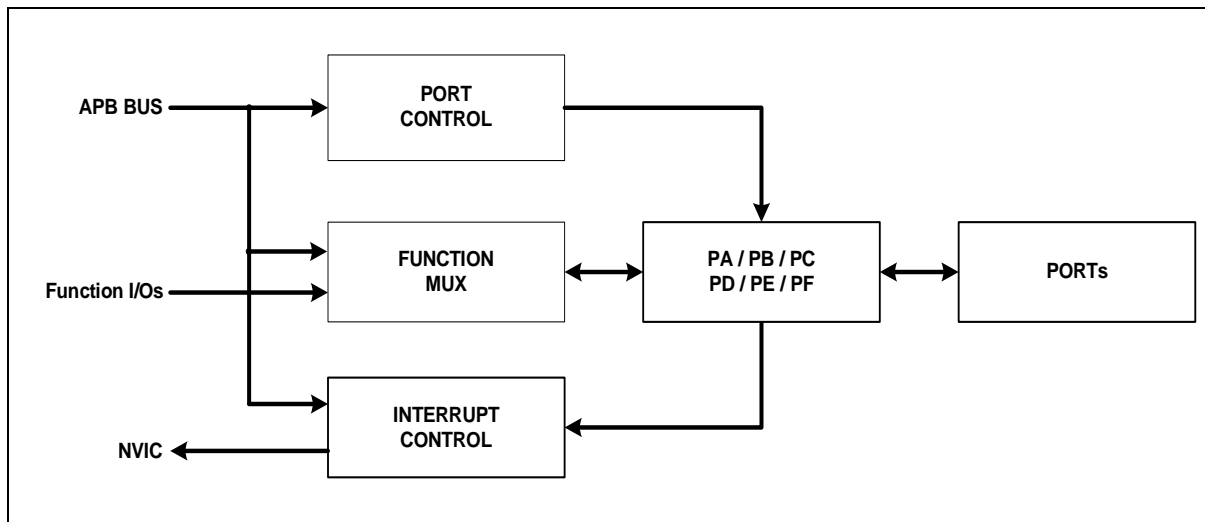 APB BUS
PORT
CONTROL
Function I/Os
FUNCTION
MUX
PA / PB / PC
PD / PE / PF
PORTs
NVIC
INTERRUPT
CONTROL